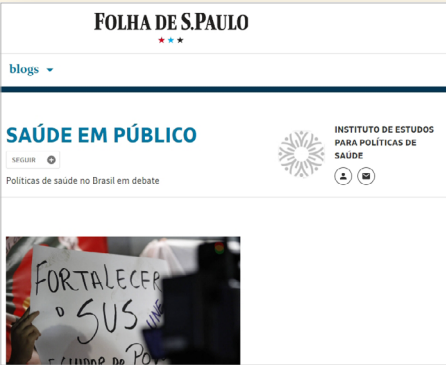 FOLHA DE S.PAULO
blogs
SAÚDE EM PÚBLICO
SEGUIR
Políticas de saúde no Brasil em debate
INSTITUTO DE ESTUDOS
PARA POLÍTICAS DE
SAÚDE
FORTALECER
O SUS